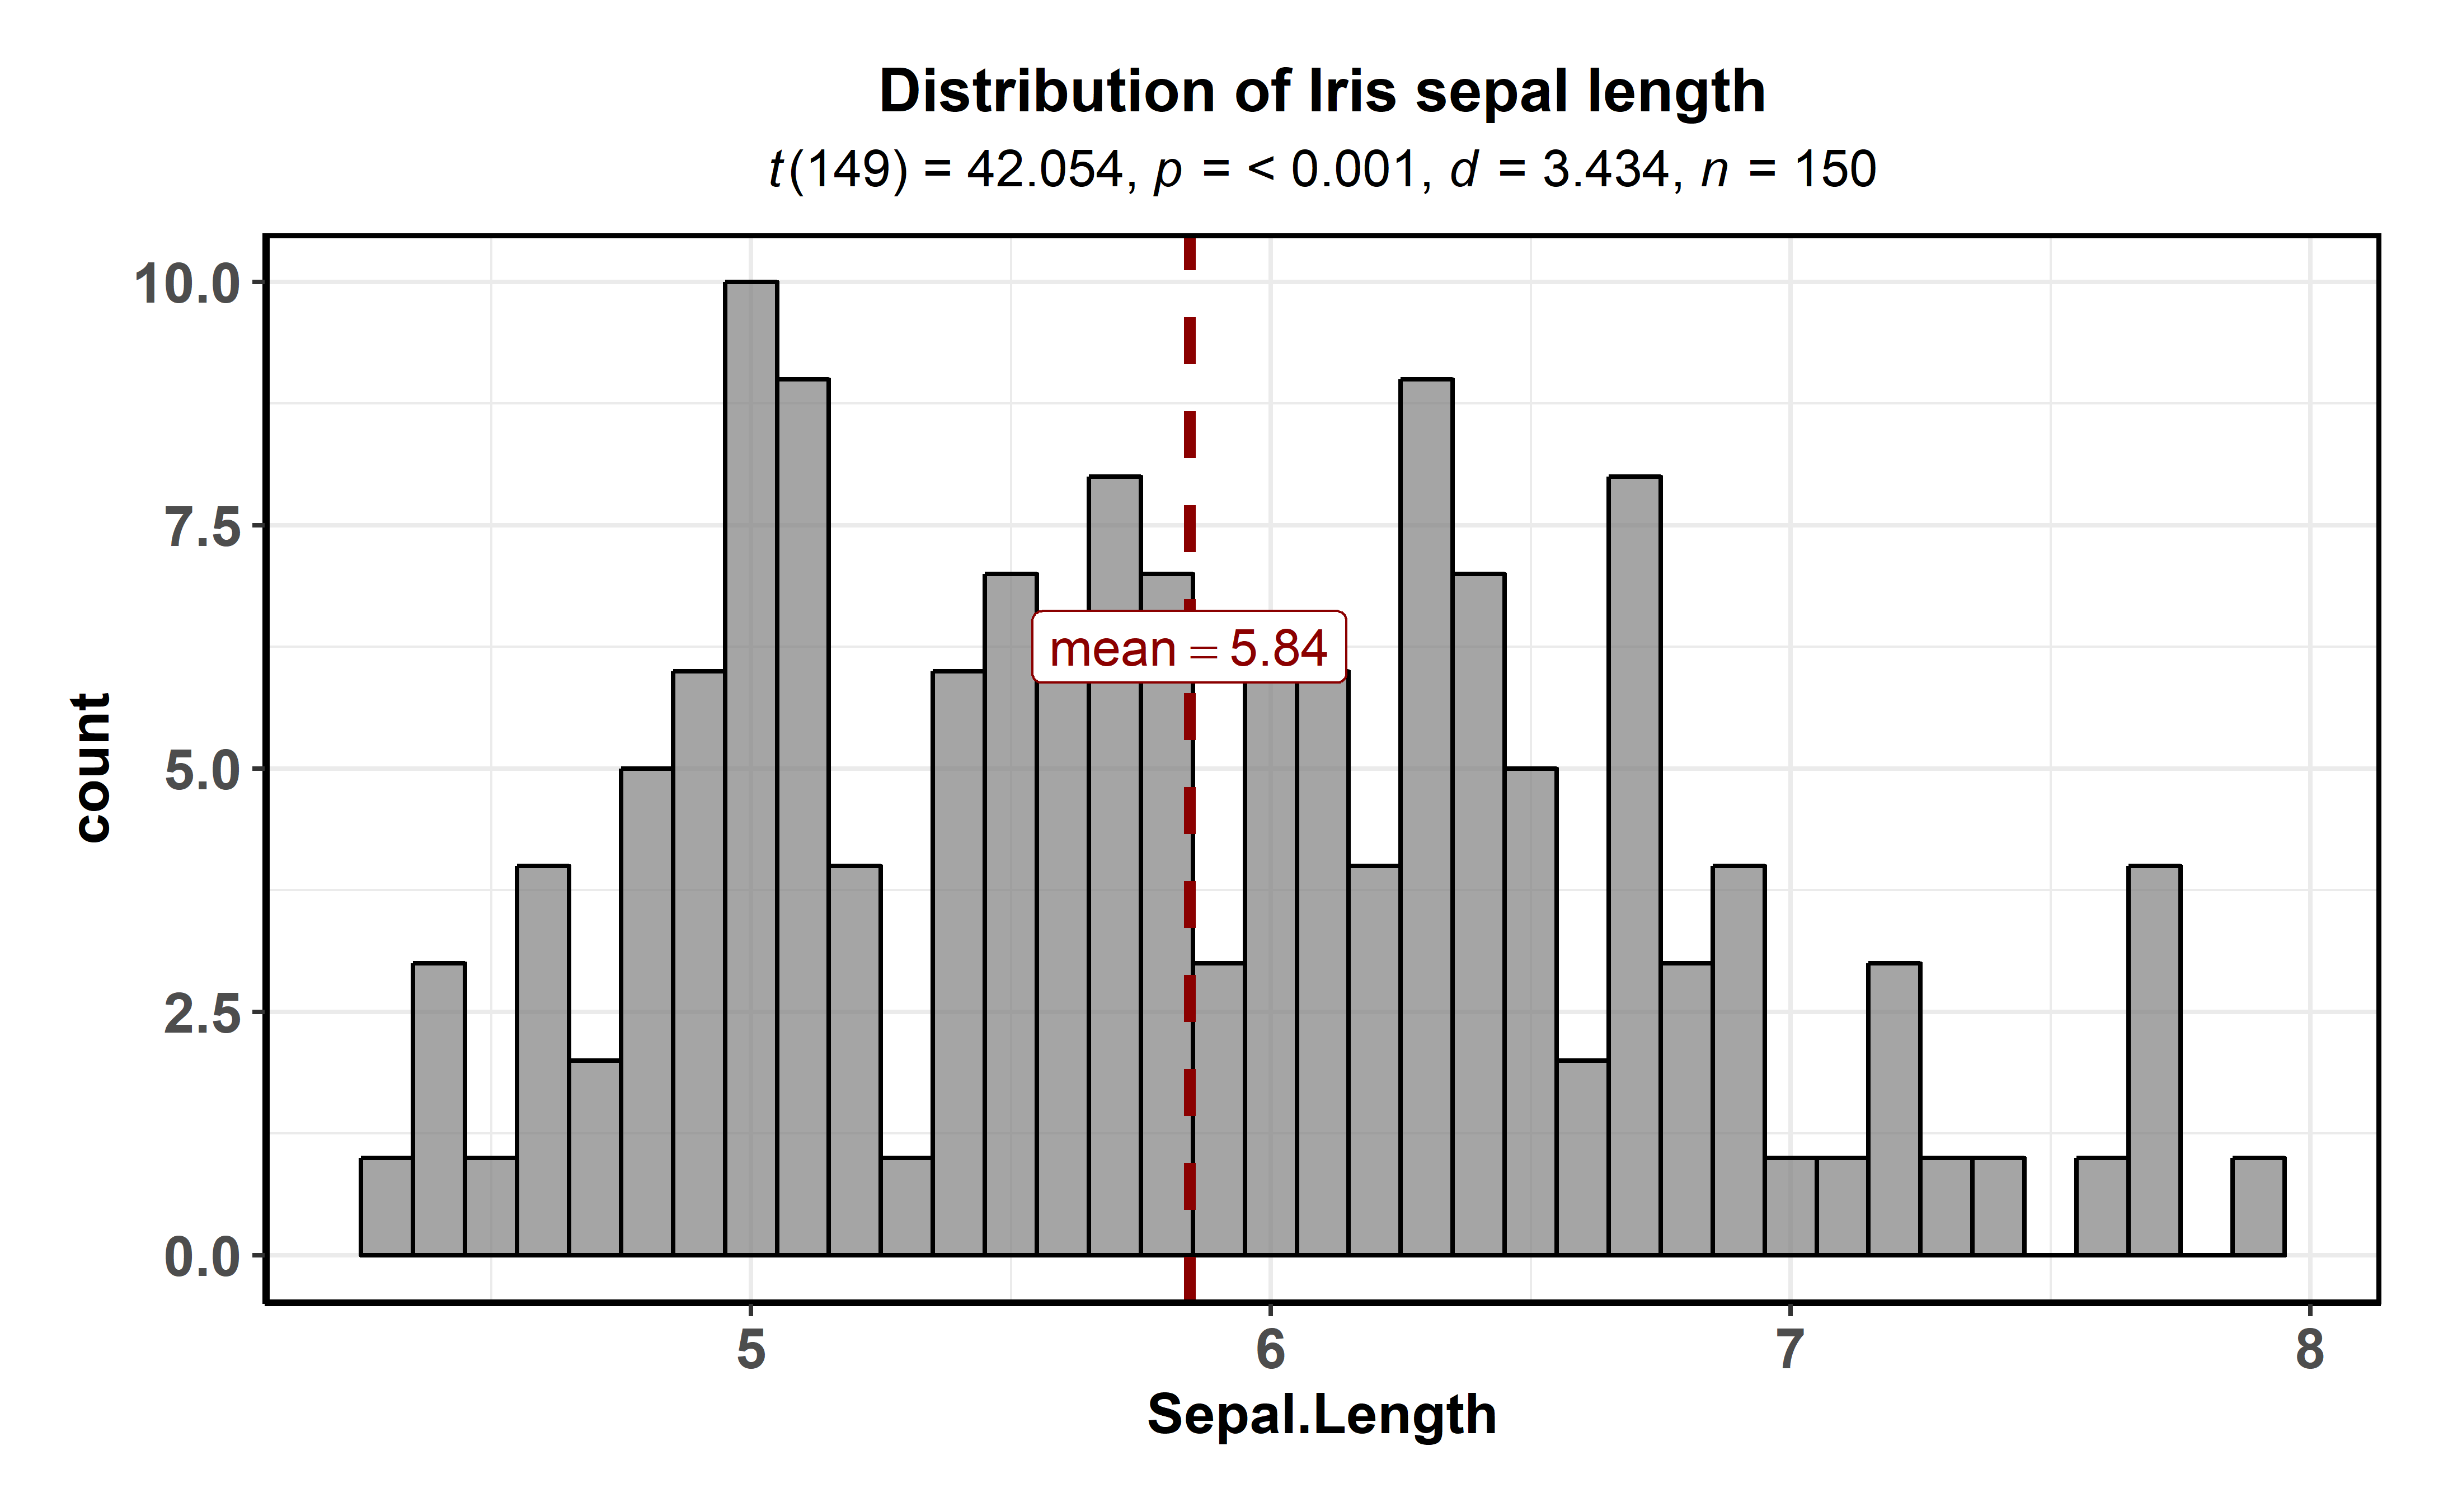 Distribution of Iris sepal length
t(149) = 42.054, p = < 0.001, d = 3.434, n = 150
10.0
7.5
5.0
2.5
0.0
count
mean = 5.84
5 6 7 8
Sepal.Length